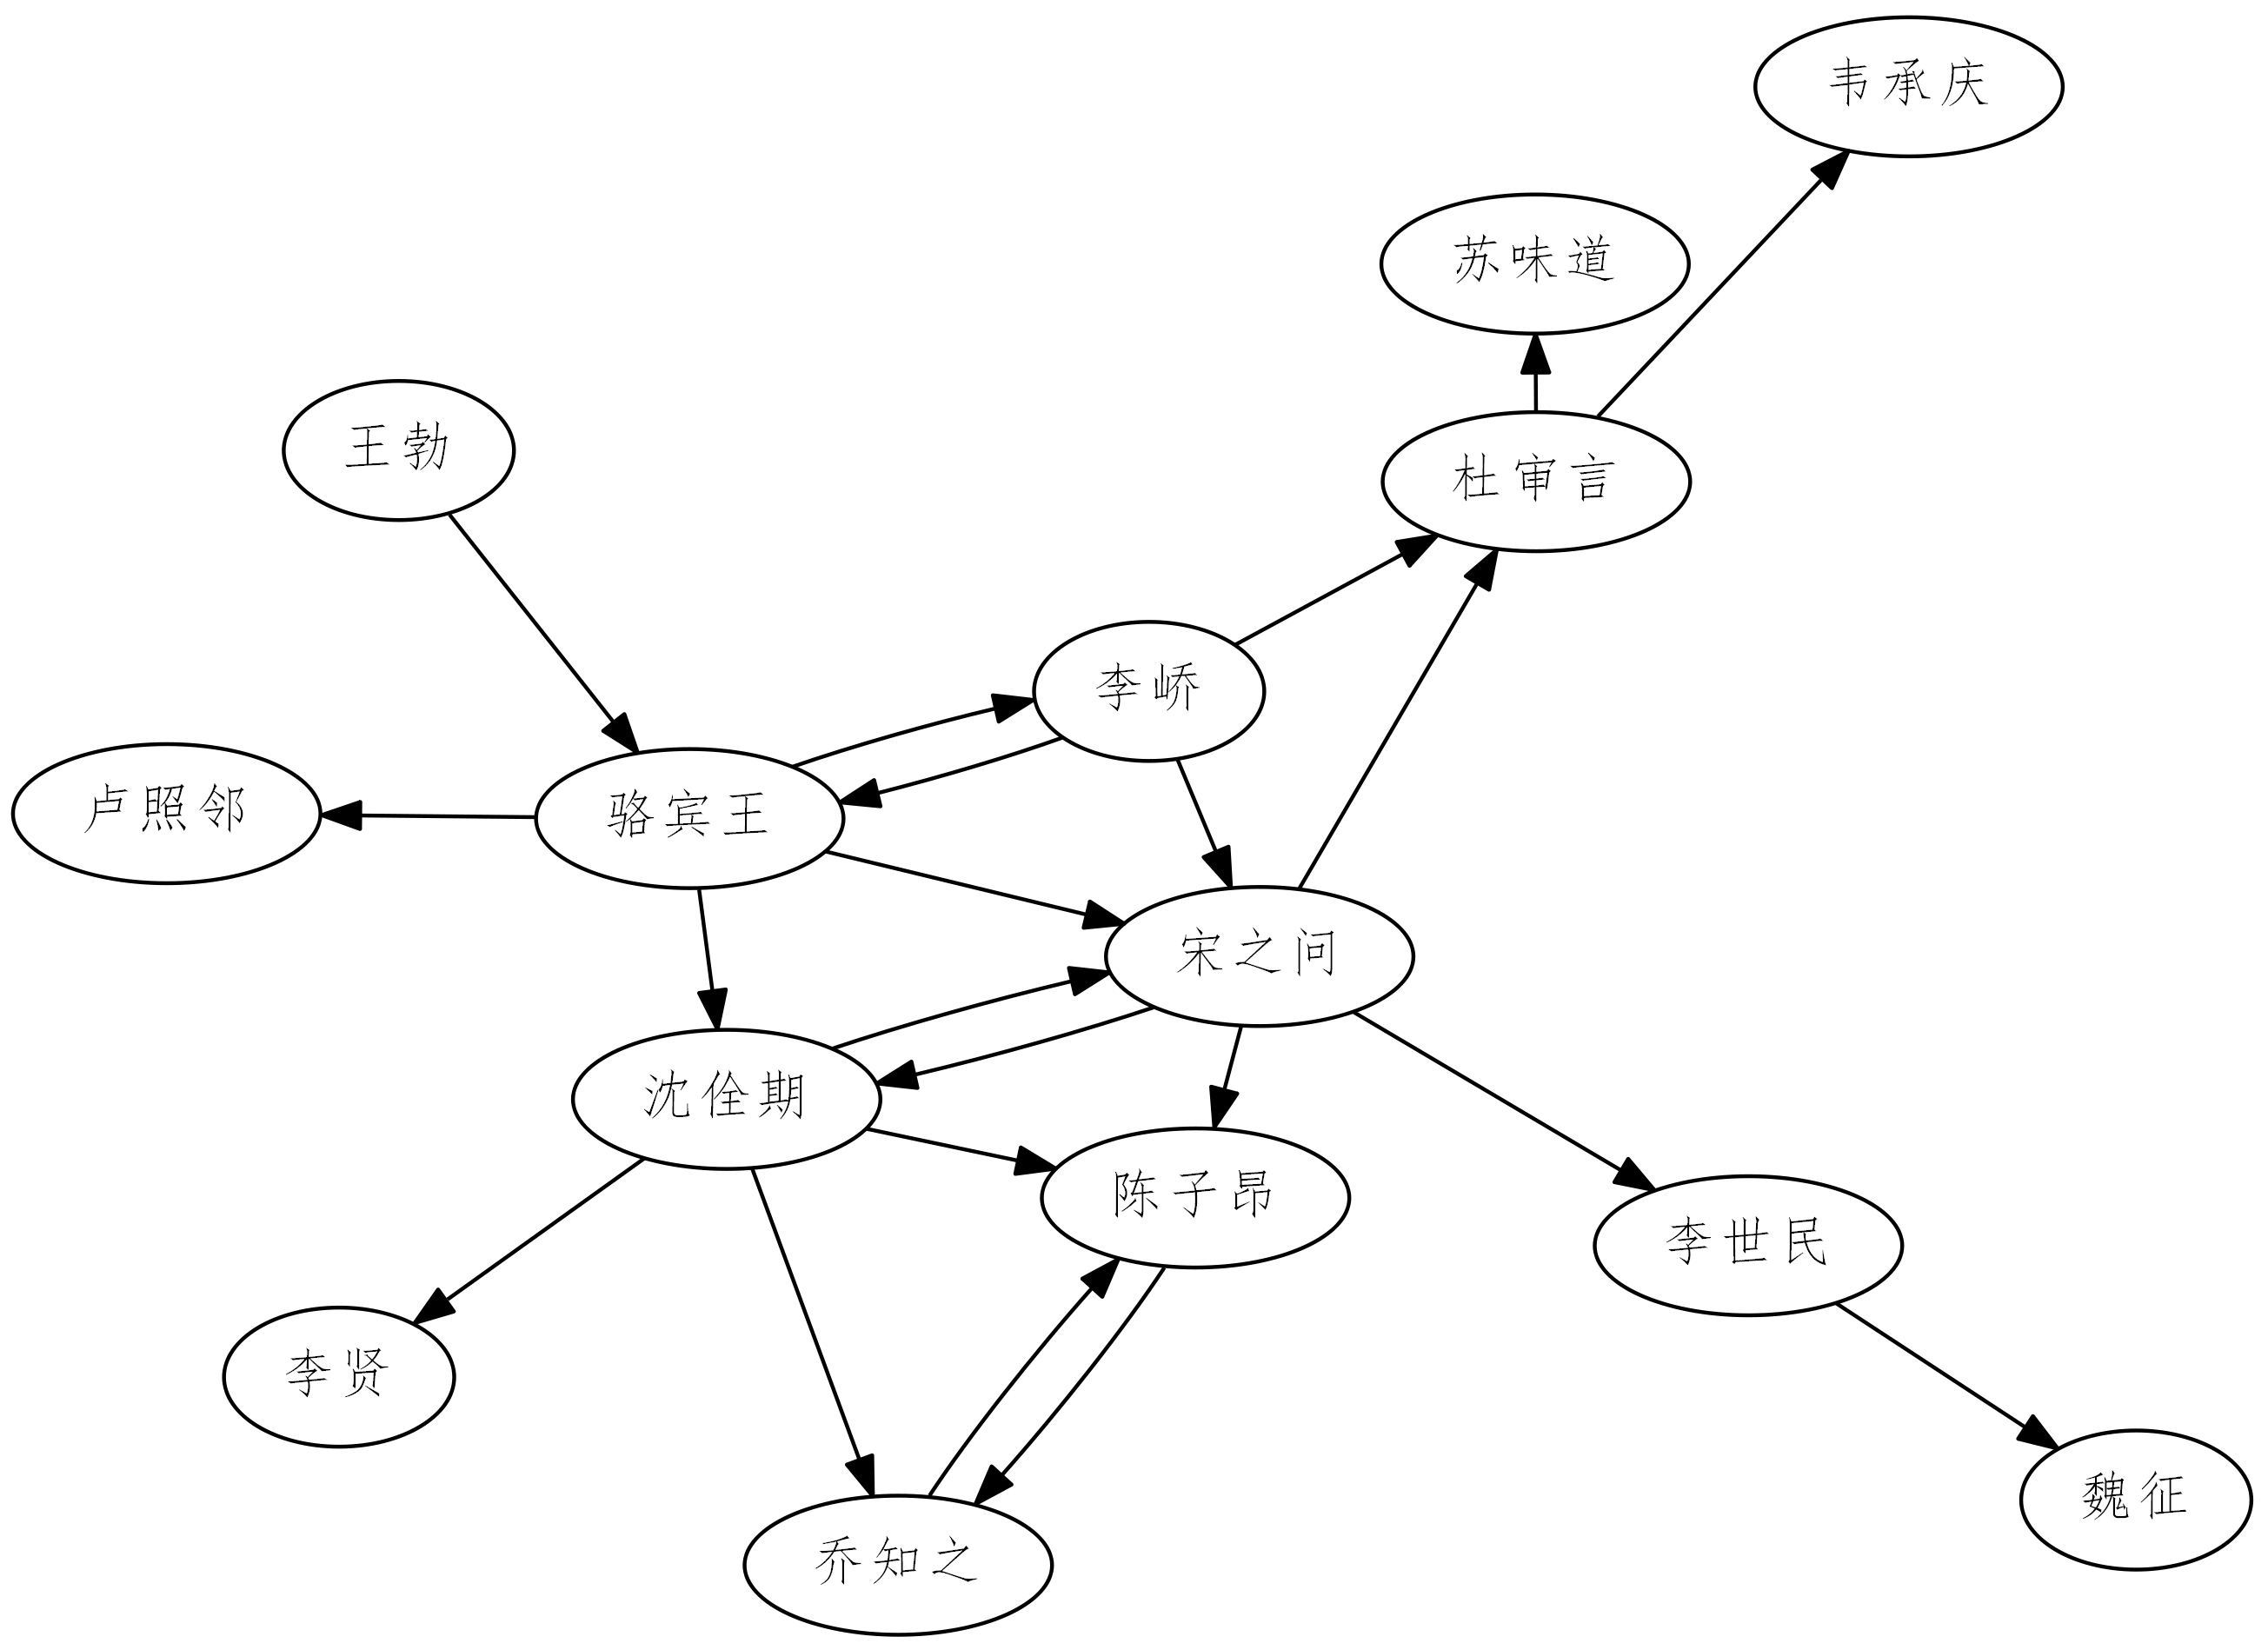 韦承庆
苏味道
王勃
杜审言
李峤
卢照邻
骆宾王
宋之问
沈佺期
陈子昂
李世民
李贤
魏征
乔知之